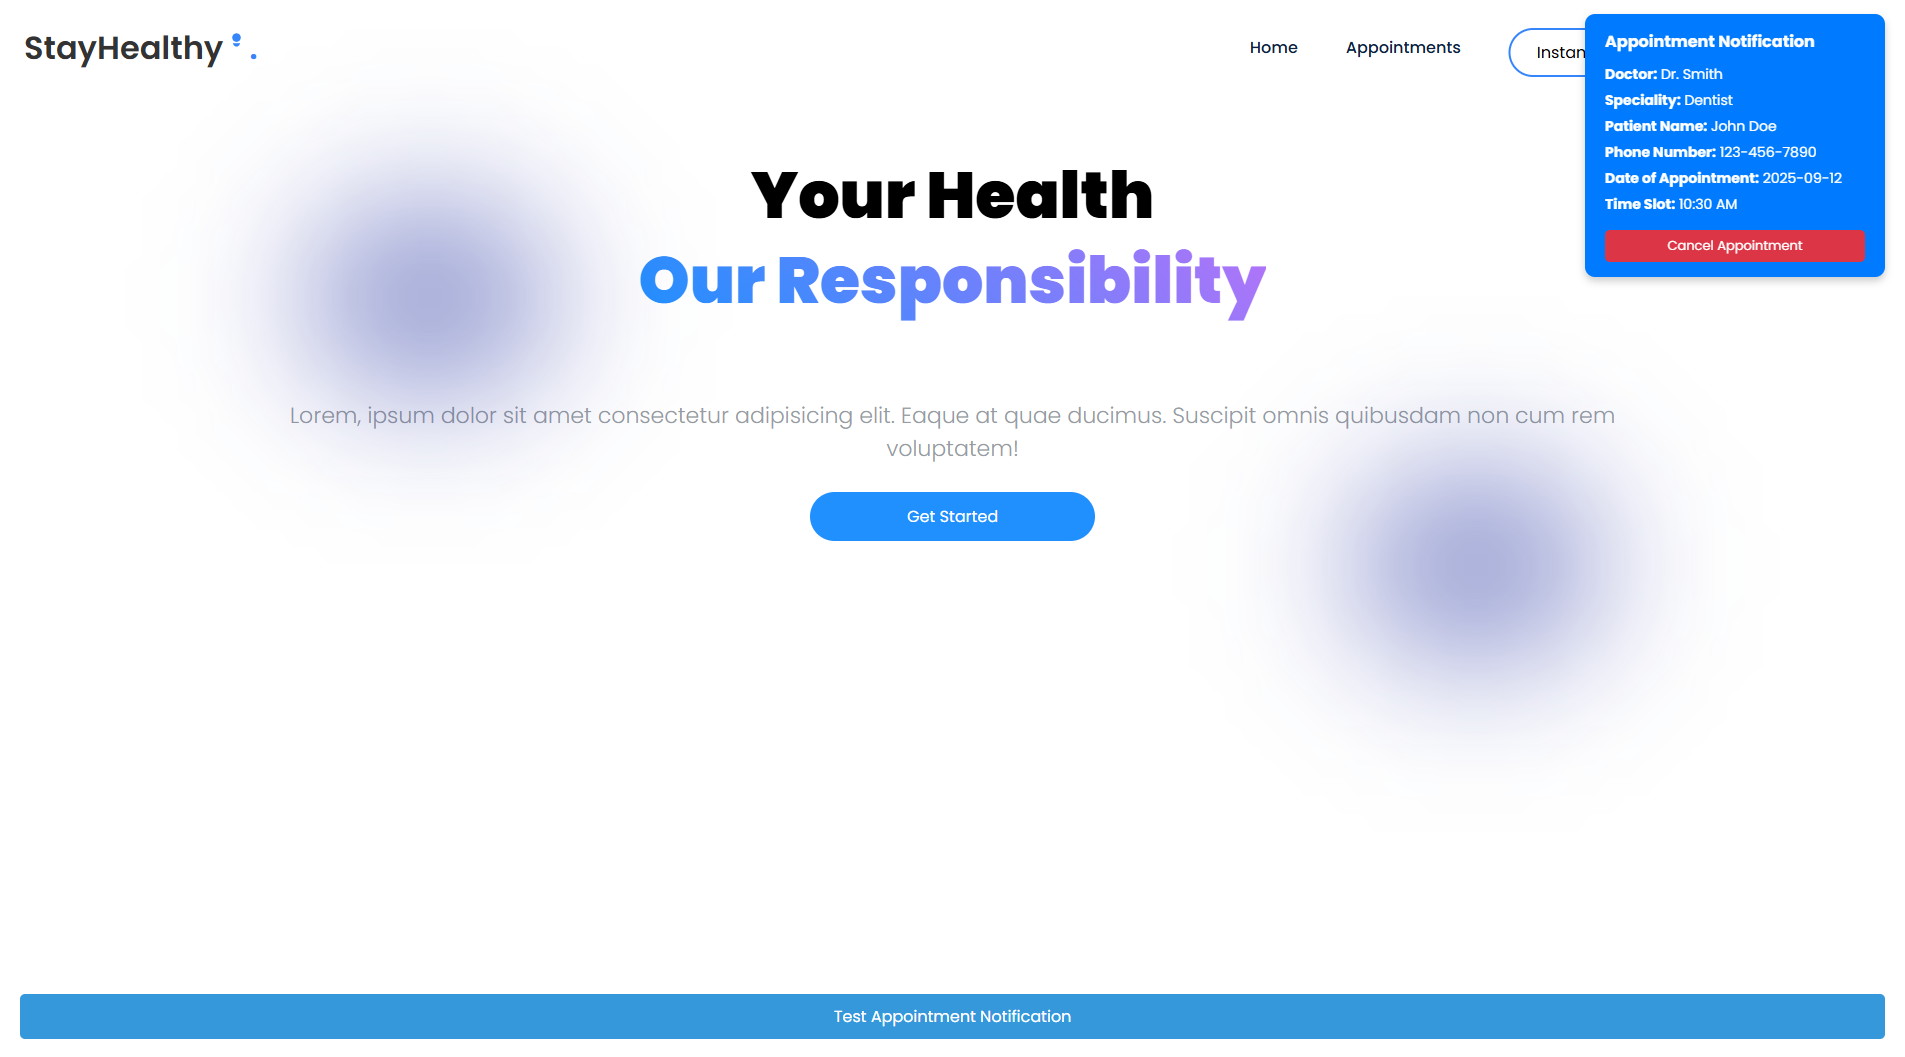 StayHealthy
Home
Appointments
Appointment Notification
Doctor: Dr. Smith
Speciality: Dentist
Patient Name: John Doe
Phone Number: 123-456-7890
Date of Appointment: 2025-09-12
Time Slot: 10:30 AM
Cancel Appointment
Your Health
Our Responsibility
Lorem, ipsum dolor sit amet consectetur adipisicing elit. Eaque at quae ducimus. Suscipit omnis quibusdam non cum rem
voluptatem!
Get Started
Test Appointment Notification